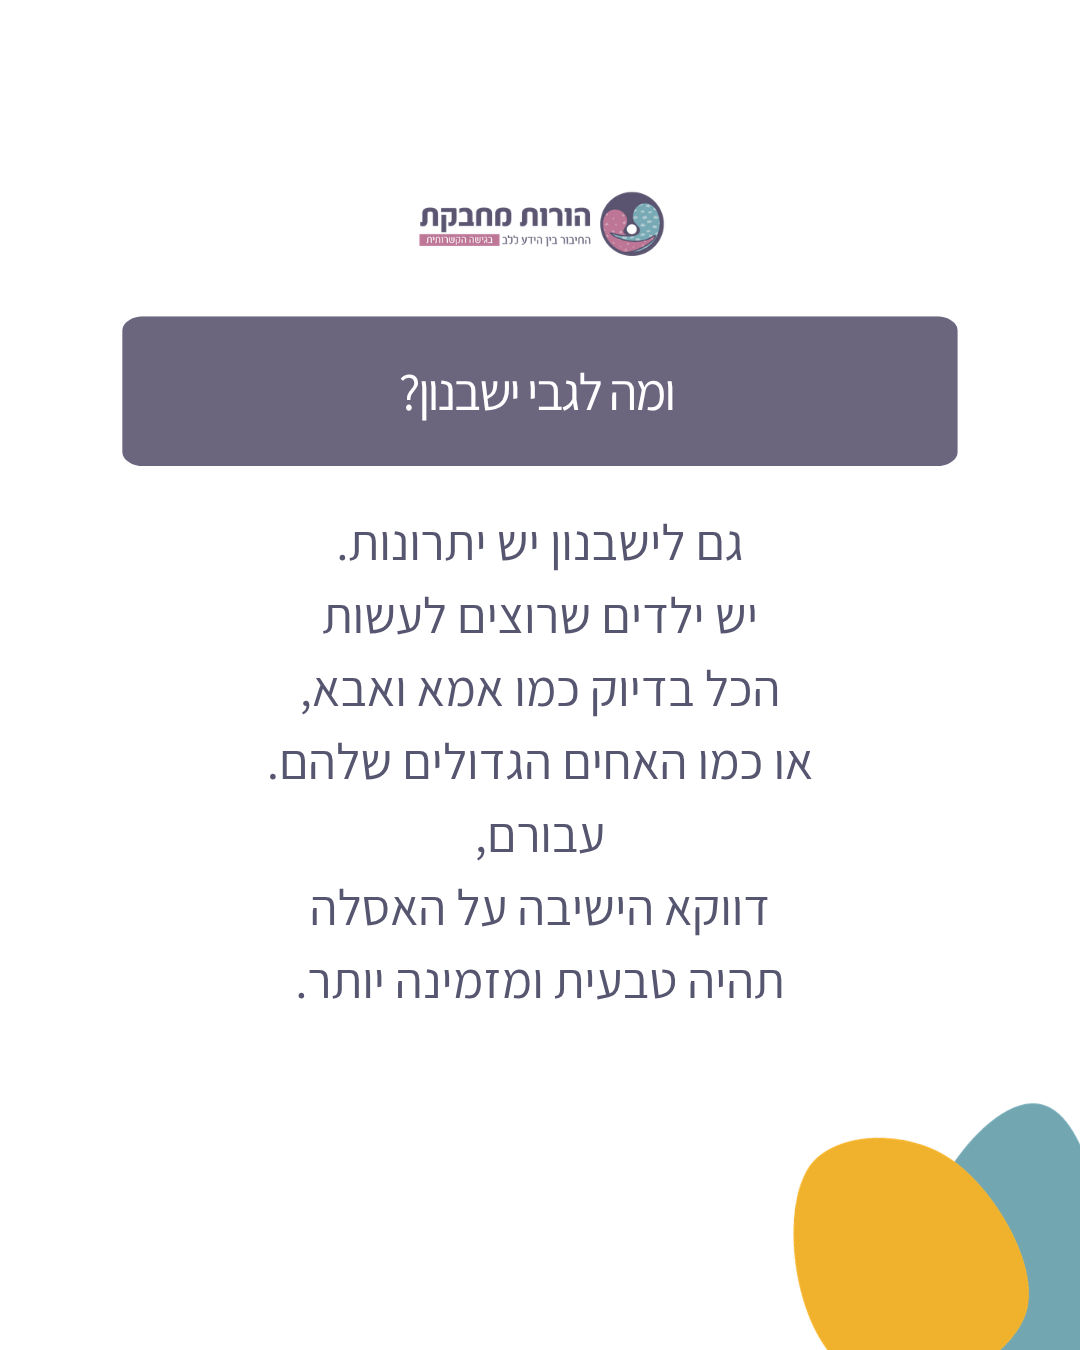 הורות מחבקת
החיבור בין הידע ללב בגישה הקשרותית
ומה לגבי ישבנון?
גם לישבנון יש יתרונות.
יש ילדים שרוצים לעשות
הכל בדיוק כמו אמא ואבא,
או כמו האחים הגדולים שלהם.
עבורם,
דווקא הישיבה על האסלה
תהיה טבעית ומזמינה יותר.